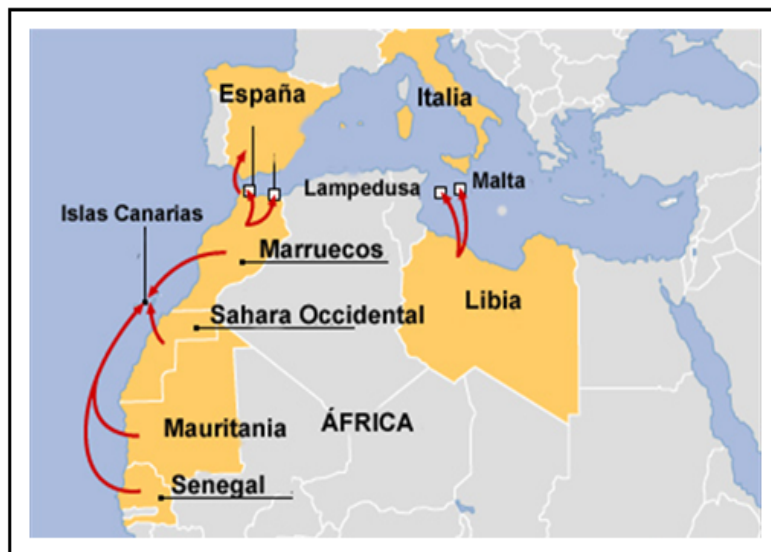 España
Italia
Lampedusa
Malta
Islas Canarias
Marruecos
Sahara Occidental
Libia
Mauritania
ÁFRICA
Senegal